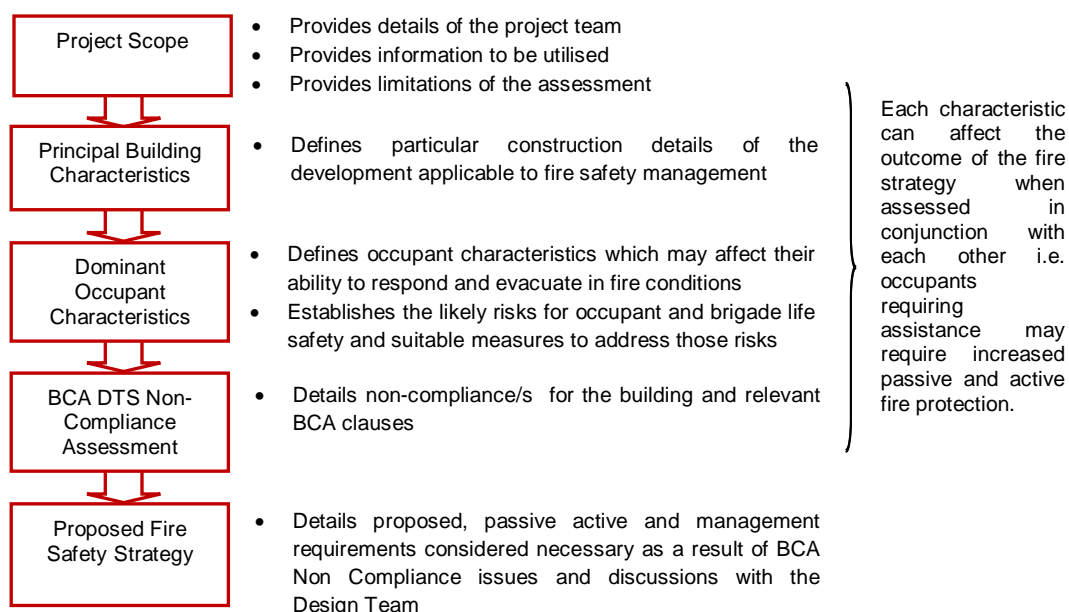 Project Scope
• Provides details of the project team
• Provides information to be utilised
• Provides limitations of the assessment
Principal Building
Characteristics
• Defines particular construction details of the
development applicable to fire safety management
Dominant
Occupant
Characteristics
• Defines occupant characteristics which may affect their
ability to respond and evacuate in fire conditions
• Establishes the likely risks for occupant and brigade life
safety and suitable measures to address those risks
BCA DTS Non-
Compliance
Assessment
• Details non-compliance/s for the building and relevant
BCA clauses
Proposed Fire
Safety Strategy
• Details proposed, passive active and management
requirements considered necessary as a result of BCA
Non Compliance issues and discussions with the
Design Team
Each characteristic
can affect the
outcome of the fire
strategy when
assessed in
conjunction with
each other i.e.
occupants
requiring
assistance may
require increased
passive and active
fire protection.